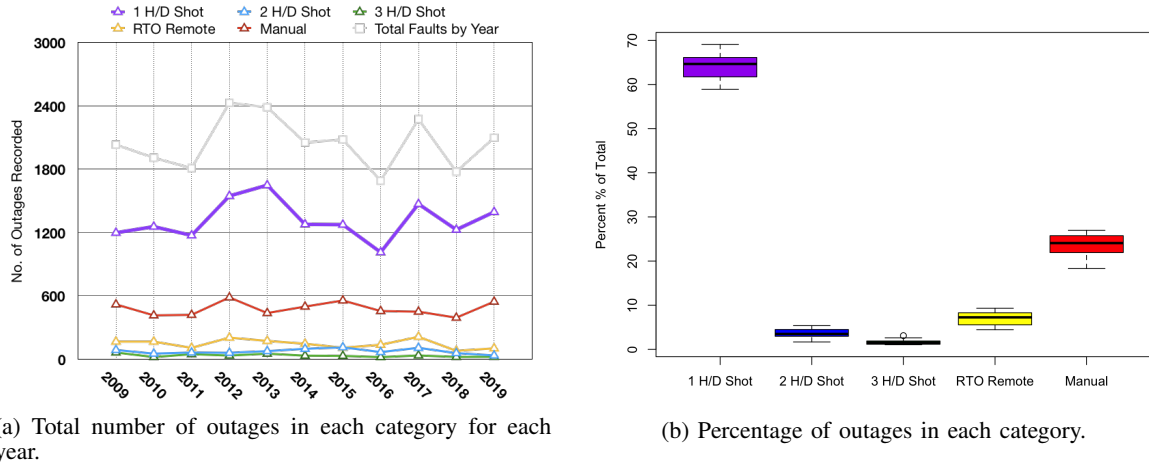 1 H/D Shot 2 H/D Shot 3 H/D Shot
RTO Remote Manual Total Faults by Year
No. of Outages Recorded
3000
2400
1800
1200
600
0
2009 2010 2011 2012 2013 2014 2015 2016 2017 2018 2019
(a) Total number of outages in each category for each
year.
Percent % of Total
70
60
50
40
30
20
10
0
1 H/D Shot 2 H/D Shot 3 H/D Shot RTO Remote Manual
(b) Percentage of outages in each category.